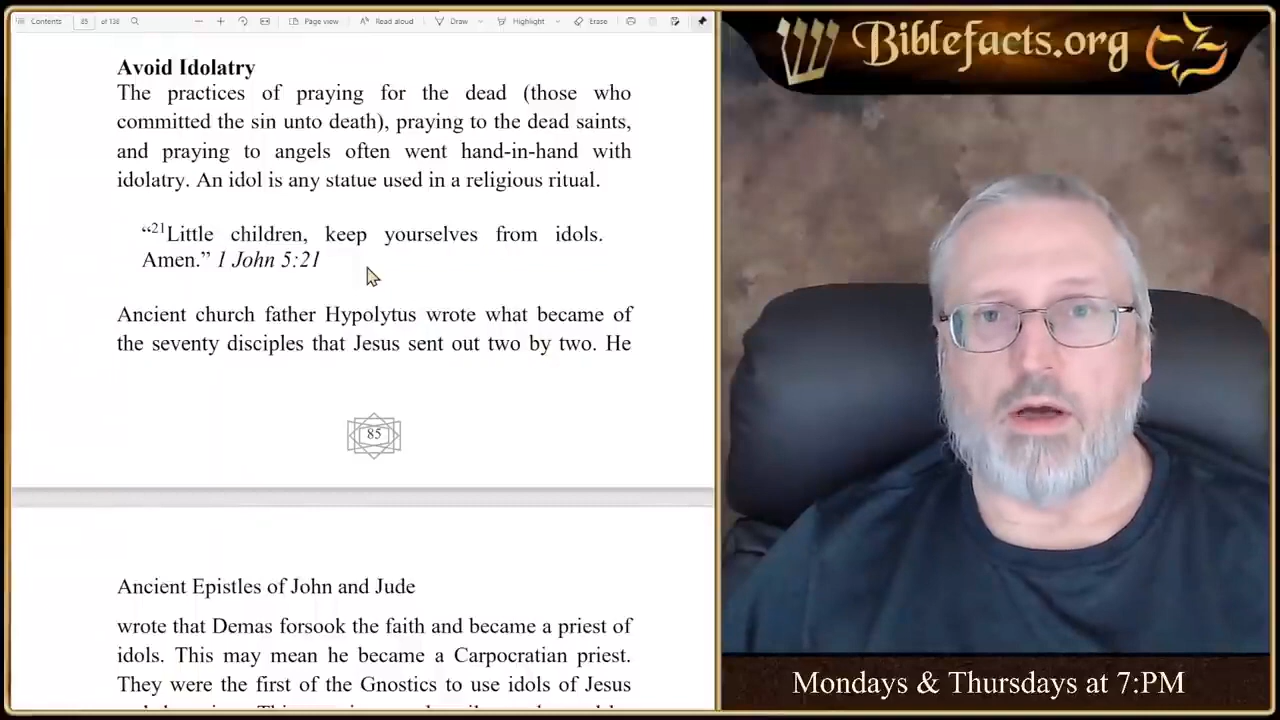 Contents
85
of 138
Page view
Read aloud
Draw
Highlight
Erase
Avoid Idolatry
The practices of praying for the dead (those who
committed the sin unto death), praying to the dead saints,
and praying to angels often went hand-in-hand with
idolatry. An idol is any statue used in a religious ritual.
“21Little children, keep yourselves from idols.
Amen.” 1 John 5:21
Ancient church father Hypolytus wrote what became of
the seventy disciples that Jesus sent out two by two. He
85
Ancient Epistles of John and Jude
wrote that Demas forsook the faith and became a priest of
idols. This may mean he became a Carpocratian priest.
They were the first of the Gnostics to use idols of Jesus
ש Biblefacts.org
Mondays & Thursdays at 7:PM